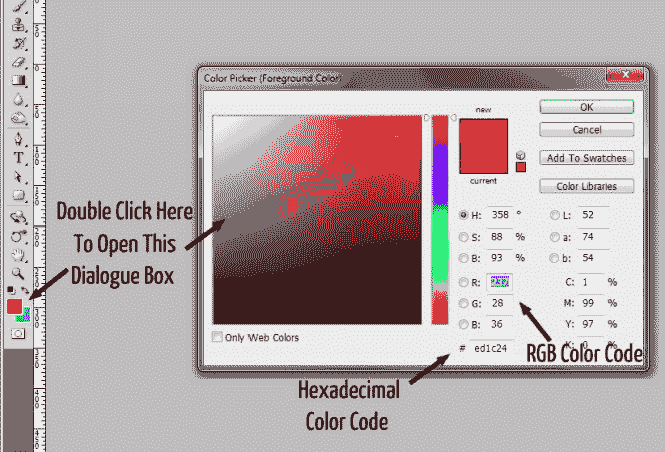 Color Picker (Foreground Color)
new
current
OK
Cancel
Add To Swatches
Color Libraries
Double Click Here
To Open This
Dialogue Box
H: 358 ° L: 52
S: 88 % a: 74
B: 93 % b: 54
R: C: 1 %
G: 28 M: 99 %
B: 36 Y: 97 %
# ed1c24 K: 0 %
Only Web Colors
RGB Color Code
Hexadecimal
Color Code